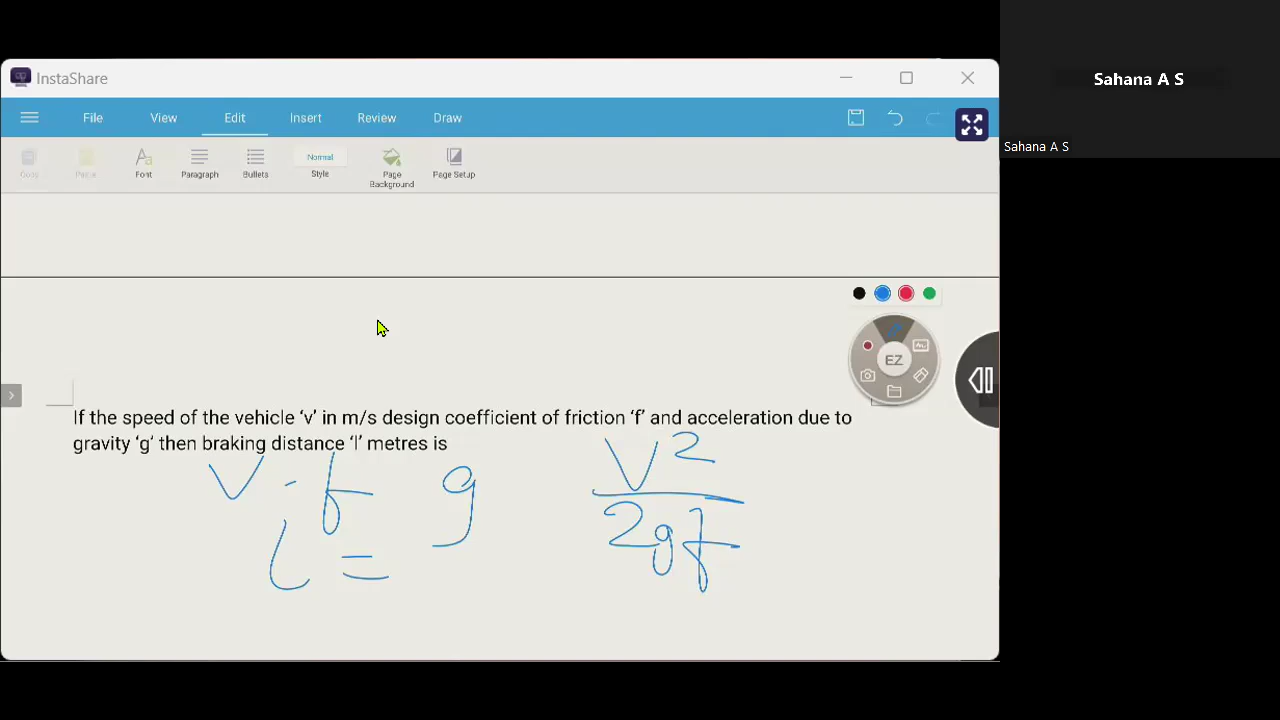 Sahana A S
InstaShare
File View Edit Insert Review Draw
Copy Paste Font Paragraph Bullets Normal Style Page Background Page Setup
Sahana A S
EZ
If the speed of the vehicle ‘v’ in m/s design coefficient of friction ‘f’ and acceleration due to
gravity ‘g’ then braking distance ‘l’ metres is
V - f g
l =
V2
2gf